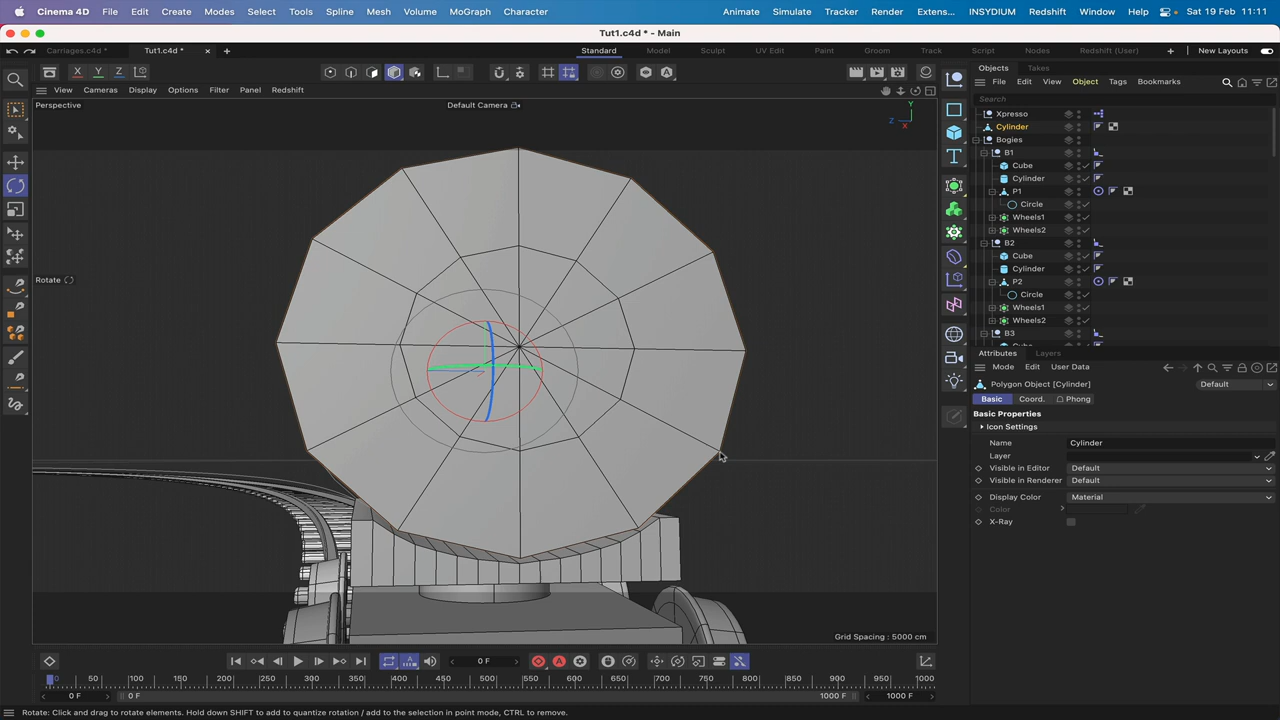 Cinema 4D File Edit Create Modes Select Tools Spline Mesh Volume MoGraph Character Animate Simulate Tracker Render Extens... INSYDIUM Redshift Window Help Sat 19 Feb 11:11
Tut1.c4d * - Main
Carriages.c4d * Tut1.c4d * Standard Model Sculpt UV Edit Paint Groom Track Script Nodes Redshift (User) New Layouts
X Y Z
View Cameras Display Options Filter Panel Redshift
Perspective
Default Camera
Y
Z
X
Rotate
Grid Spacing : 5000 cm
Objects Takes
File Edit View Object Tags Bookmarks
Search
Xpresso
Cylinder
Bogies
B1
Cube
Cylinder
P1
Circle
Wheels1
Wheels2
B2
Cube
Cylinder
P2
Circle
Wheels1
Wheels2
B3
Cube
Attributes Layers
Mode Edit User Data
Polygon Object [Cylinder] Default
Basic Coord. Phong
Basic Properties
Icon Settings
Name Cylinder
Layer
Visible in Editor Default
Visible in Renderer Default
Display Color Material
Color
X-Ray
0 F
50 100 150 200 250 300 350 400 450 500 550 600 650 700 750 800 850 900 950 1000
0 F 0 F 1000 F 1000 F
Rotate: Click and drag to rotate elements. Hold down SHIFT to add to quantize rotation / add to the selection in point mode, CTRL to remove.